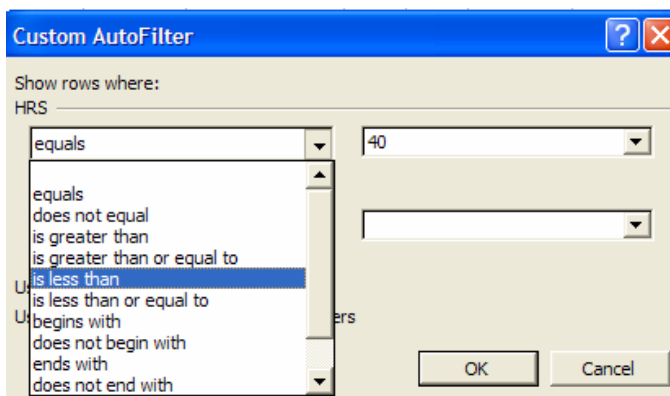 Custom AutoFilter
?
Show rows where:
HRS
equals
40
equals
does not equal
is greater than
is greater than or equal to
is less than
is less than or equal to
begins with
does not begin with
ends with
does not end with
OK
Cancel